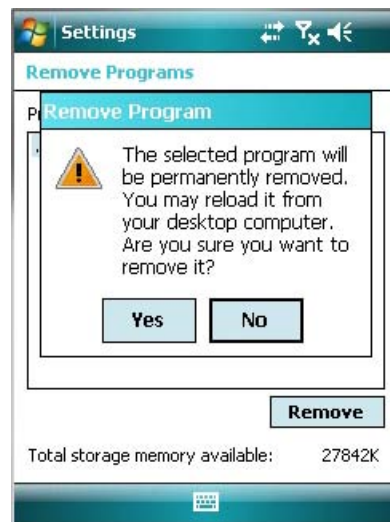 Settings
Remove Programs
Remove Program
The selected program will
be permanently removed.
You may reload it from
your desktop computer.
Are you sure you want to
remove it?
Yes
No
Remove
Total storage memory available: 27842K